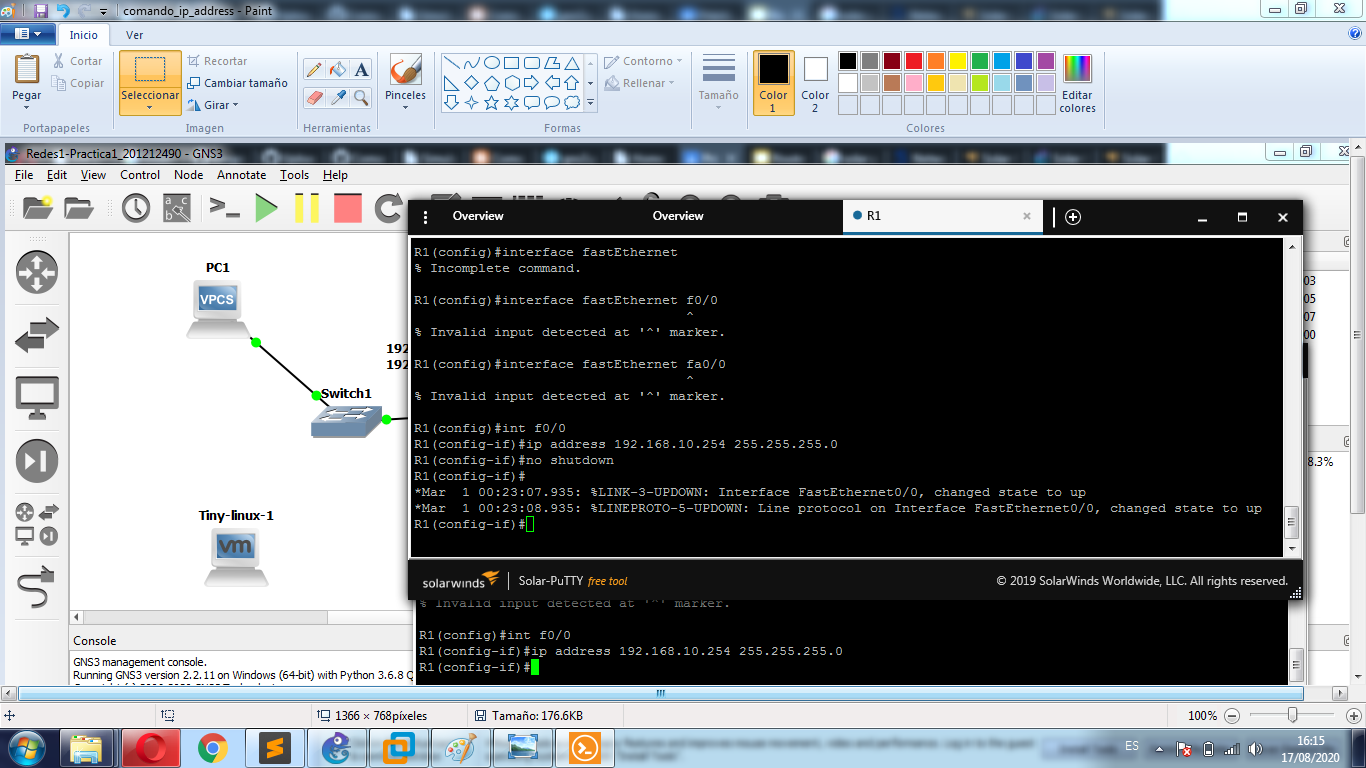 comando_ip_address - Paint
Inicio
Ver
Pegar
Cortar
Copiar
Portapapeles
Seleccionar
Recortar
Cambiar tamaño
Girar
Imagen
A
Herramientas
Pinceles
Contorno
Rellenar
Formas
Tamaño
Color 1
Color 2
Editar colores
Colores
Redes1-Practica1_201212490 - GNS3
File Edit View Control Node Annotate Tools Help
PC1
VPCS
192
192
Switch1
Tiny-linux-1
vm
Overview
Overview
R1
R1(config)#interface fastEthernet
% Incomplete command.
R1(config)#interface fastEthernet f0/0
^
% Invalid input detected at '^' marker.
R1(config)#interface fastEthernet fa0/0
^
% Invalid input detected at '^' marker.
R1(config)#int f0/0
R1(config-if)#ip address 192.168.10.254 255.255.255.0
R1(config-if)#no shutdown
R1(config-if)#
*Mar  1 00:23:07.935: %LINK-3-UPDOWN: Interface FastEthernet0/0, changed state to up
*Mar  1 00:23:08.935: %LINEPROTO-5-UPDOWN: Line protocol on Interface FastEthernet0/0, changed state to up
R1(config-if)#
solarwinds
Solar-PuTTY free tool
© 2019 SolarWinds Worldwide, LLC. All rights reserved.
03
05
07
00
8.3%
% Invalid input detected at '^' marker.
R1(config)#int f0/0
R1(config-if)#ip address 192.168.10.254 255.255.255.0
R1(config-if)#
Console
GNS3 management console.
Running GNS3 version 2.2.11 on Windows (64-bit) with Python 3.6.8 Q
1366 × 768píxeles
Tamaño: 176.6KB
100%
ES
16:15
17/08/2020